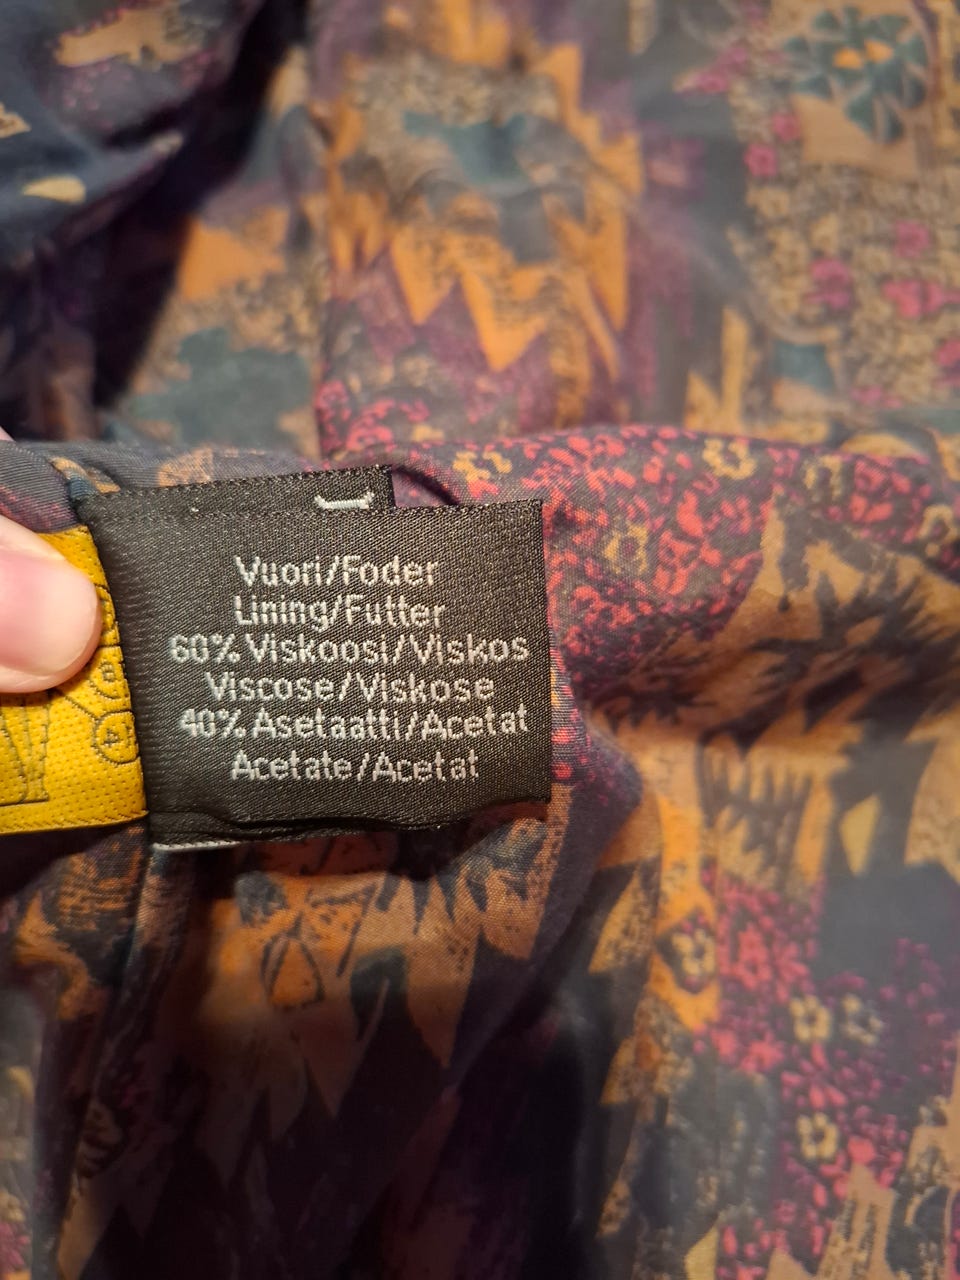 Vuori/Foder
Lining/Futter
60% Viskoosi/Viskos
Viscose/Viskose
40% Asetaatti/Acetat
Acetate/Acetat